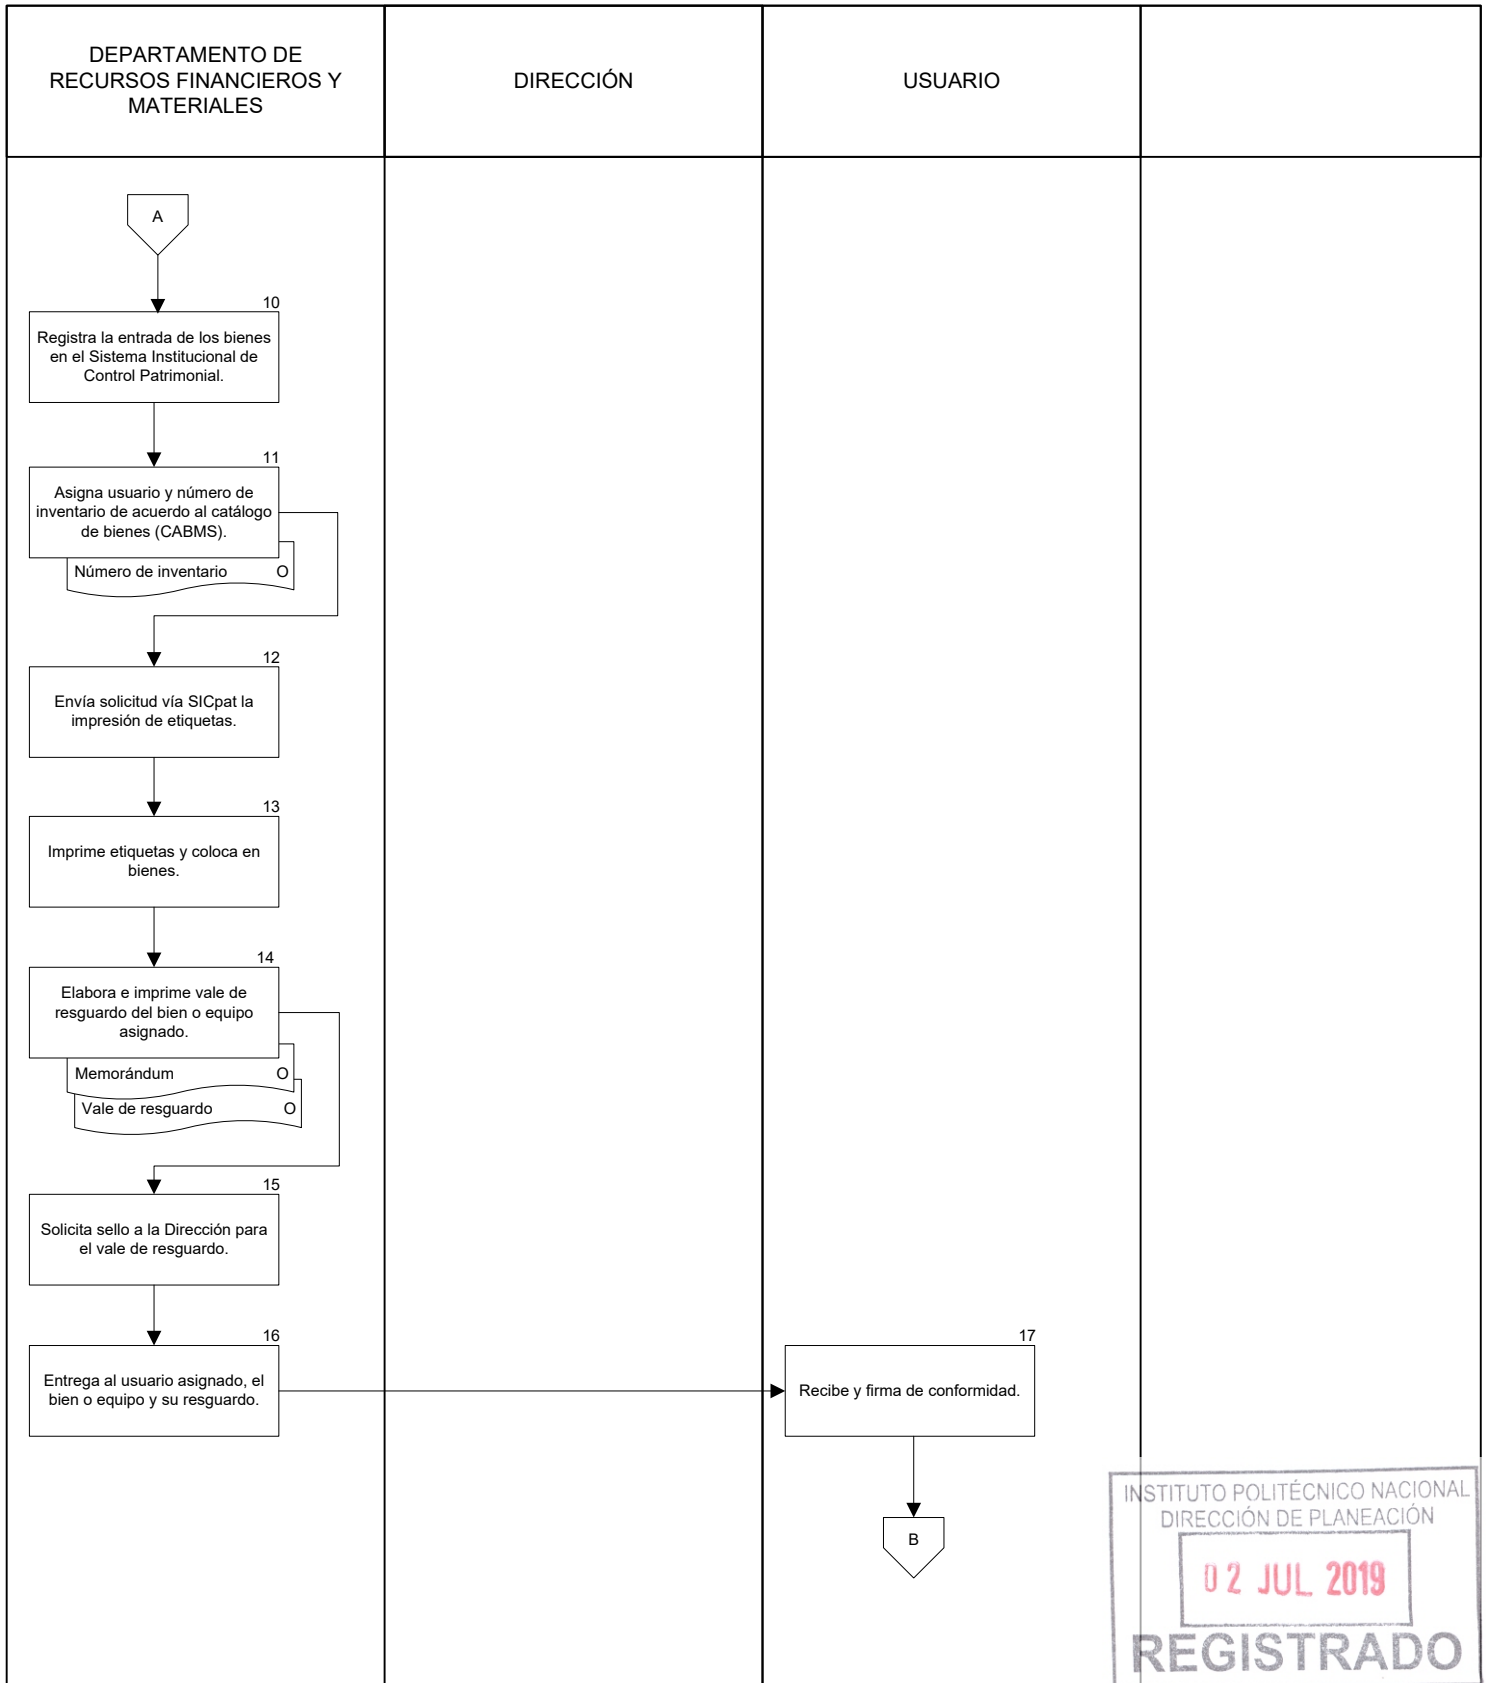 DEPARTAMENTO DE
RECURSOS FINANCIEROS Y
MATERIALES
DIRECCIÓN
USUARIO
A
10
Registra la entrada de los bienes
en el Sistema Institucional de
Control Patrimonial.
11
Asigna usuario y número de
inventario de acuerdo al catálogo
de bienes (CABMS).
Número de inventario O
12
Envía solicitud vía SICpat la
impresión de etiquetas.
13
Imprime etiquetas y coloca en
bienes.
14
Elabora e imprime vale de
resguardo del bien o equipo
asignado.
Memorándum O
Vale de resguardo O
15
Solicita sello a la Dirección para
el vale de resguardo.
16
Entrega al usuario asignado, el
bien o equipo y su resguardo.
17
Recibe y firma de conformidad.
B
INSTITUTO POLITÉCNICO NACIONAL
DIRECCIÓN DE PLANEACIÓN
02 JUL 2019
REGISTRADO